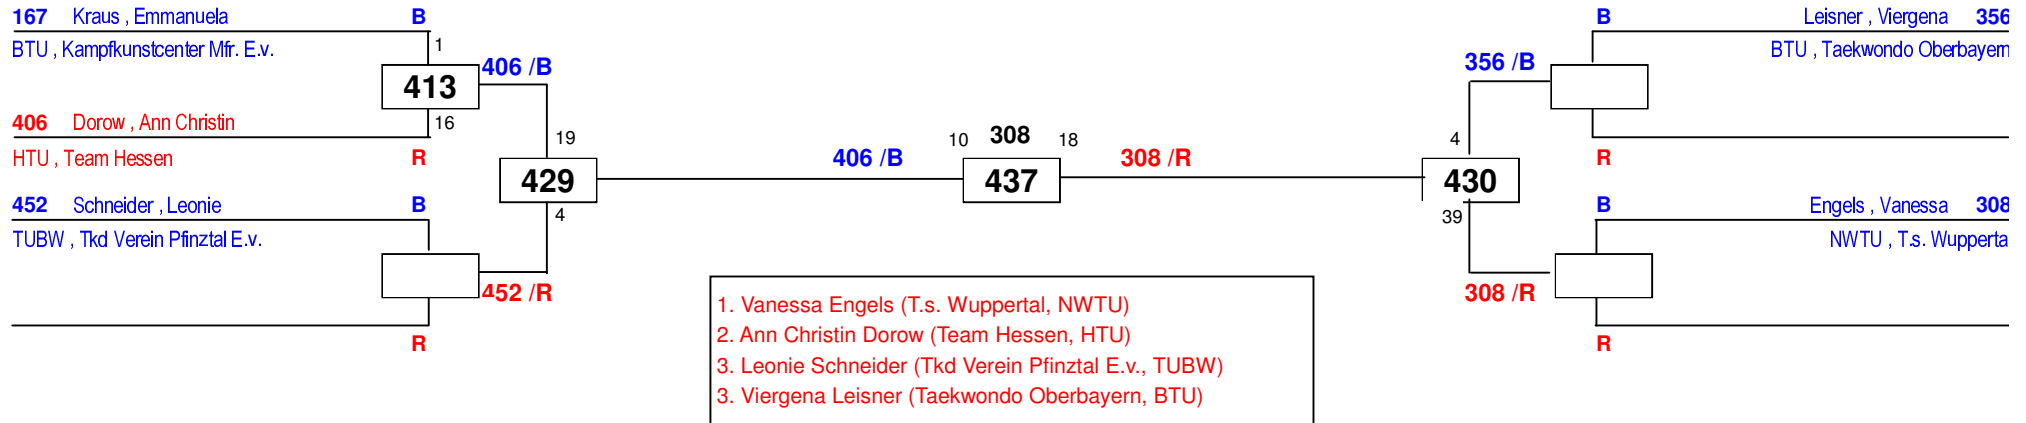 167 Kraus , Emmanuela B
BTU , Kampfkunstcenter Mfr. E.v.
1
413
406 /B
406 Dorow , Ann Christin
16
HTU , Team Hessen R
19
429
4
452 Schneider , Leonie B
TUBW , Tkd Verein Pfinztal E.v.
452 /R
R
406 /B
10 308 18
437
308 /R
B Leisner , Viergena 356
BTU , Taekwondo Oberbayern
356 /B
R
4
430
39
B Engels , Vanessa 308
NWTU , T.s. Wupperta
308 /R
R
1. Vanessa Engels (T.s. Wuppertal, NWTU)
2. Ann Christin Dorow (Team Hessen, HTU)
3. Leonie Schneider (Tkd Verein Pfinztal E.v., TUBW)
3. Viergena Leisner (Taekwondo Oberbayern, BTU)